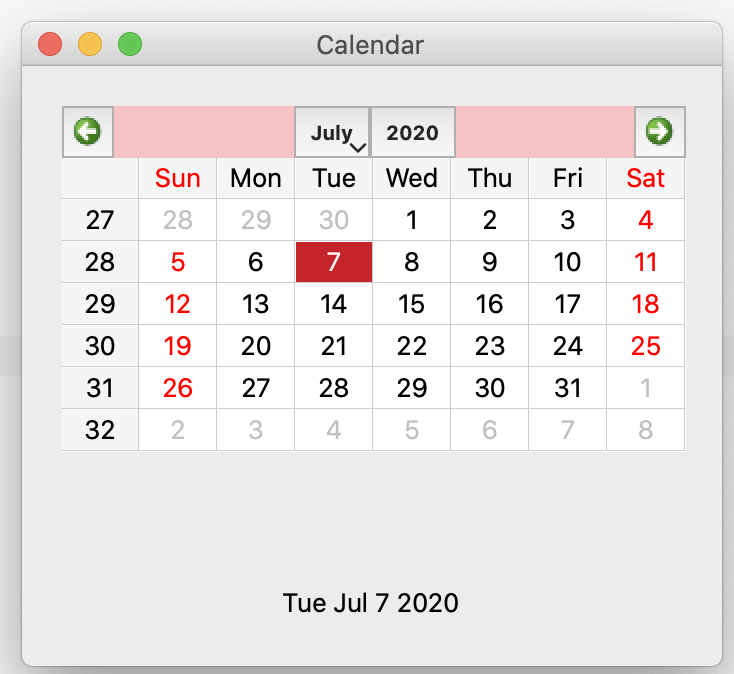 Calendar
July 2020
Sun Mon Tue Wed Thu Fri Sat
27 28 29 30 1 2 3 4
28 5 6 7 8 9 10 11
29 12 13 14 15 16 17 18
30 19 20 21 22 23 24 25
31 26 27 28 29 30 31 1
32 2 3 4 5 6 7 8
Tue Jul 7 2020